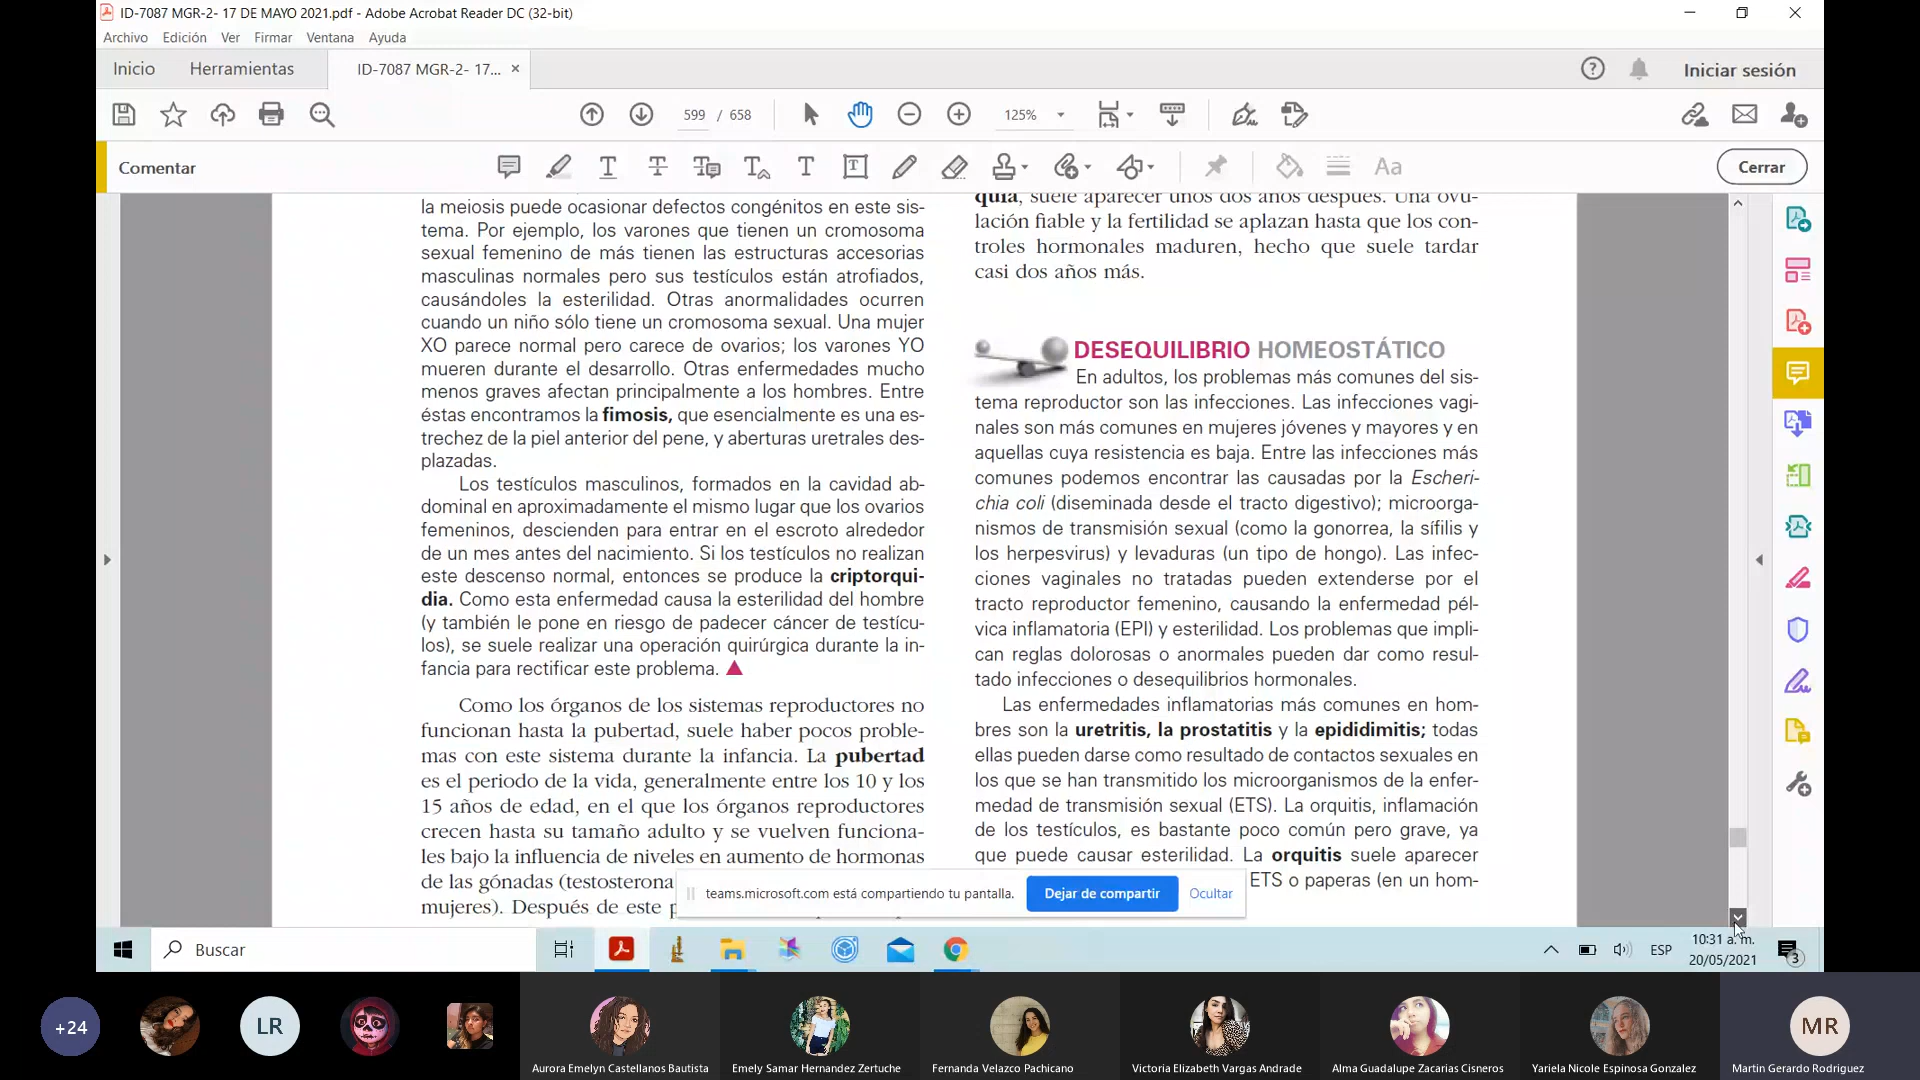 ID-7087 MGR-2- 17 DE MAYO 2021.pdf - Adobe Acrobat Reader DC (32-bit)
Archivo Edición Ver Firmar Ventana Ayuda
Inicio Herramientas ID-7087 MGR-2- 17... × Iniciar sesión
599 / 658 125%
Comentar Cerrar
la meiosis puede ocasionar defectos congénitos en este sis-
tema. Por ejemplo, los varones que tienen un cromosoma
sexual femenino de más tienen las estructuras accesorias
masculinas normales pero sus testículos están atrofiados,
causándoles la esterilidad. Otras anormalidades ocurren
cuando un niño sólo tiene un cromosoma sexual. Una mujer
XO parece normal pero carece de ovarios; los varones YO
mueren durante el desarrollo. Otras enfermedades mucho
menos graves afectan principalmente a los hombres. Entre
éstas encontramos la fimosis, que esencialmente es una es-
trechez de la piel anterior del pene, y aberturas uretrales des-
plazadas.
Los testículos masculinos, formados en la cavidad ab-
dominal en aproximadamente el mismo lugar que los ovarios
femeninos, descienden para entrar en el escroto alrededor
de un mes antes del nacimiento. Si los testículos no realizan
este descenso normal, entonces se produce la criptorqui-
dia. Como esta enfermedad causa la esterilidad del hombre
(y también le pone en riesgo de padecer cáncer de testícu-
los), se suele realizar una operación quirúrgica durante la in-
fancia para rectificar este problema. ▲
Como los órganos de los sistemas reproductores no
funcionan hasta la pubertad, suele haber pocos proble-
mas con este sistema durante la infancia. La pubertad
es el periodo de la vida, generalmente entre los 10 y los
15 años de edad, en el que los órganos reproductores
crecen hasta su tamaño adulto y se vuelven funciona-
les bajo la influencia de niveles en aumento de hormonas
de las gónadas (testosterona
mujeres). Después de este
quia, suele aparecer unos dos años después. Una ovu-
lación fiable y la fertilidad se aplazan hasta que los con-
troles hormonales maduren, hecho que suele tardar
casi dos años más.
DESEQUILIBRIO HOMEOSTÁTICO
En adultos, los problemas más comunes del sis-
tema reproductor son las infecciones. Las infecciones vagi-
nales son más comunes en mujeres jóvenes y mayores y en
aquellas cuya resistencia es baja. Entre las infecciones más
comunes podemos encontrar las causadas por la Escheri-
chia coli (diseminada desde el tracto digestivo); microorga-
nismos de transmisión sexual (como la gonorrea, la sífilis y
los herpesvirus) y levaduras (un tipo de hongo). Las infec-
ciones vaginales no tratadas pueden extenderse por el
tracto reproductor femenino, causando la enfermedad pél-
vica inflamatoria (EPI) y esterilidad. Los problemas que impli-
can reglas dolorosas o anormales pueden dar como resul-
tado infecciones o desequilibrios hormonales.
Las enfermedades inflamatorias más comunes en hom-
bres son la uretritis, la prostatitis y la epididimitis; todas
ellas pueden darse como resultado de contactos sexuales en
los que se han transmitido los microorganismos de la enfer-
medad de transmisión sexual (ETS). La orquitis, inflamación
de los testículos, es bastante poco común pero grave, ya
que puede causar esterilidad. La orquitis suele aparecer
ETS o paperas (en un hom-
teams.microsoft.com está compartiendo tu pantalla. Dejar de compartir Ocultar
Buscar
ESP
10:31 a. m.
20/05/2021
3
+24 LR MR
Aurora Emelyn Castellanos Bautista Emely Samar Hernandez Zertuche Fernanda Velazco Pachicano Victoria Elizabeth Vargas Andrade Alma Guadalupe Zacarias Cisneros Yariela Nicole Espinosa Gonzalez Martin Gerardo Rodriguez